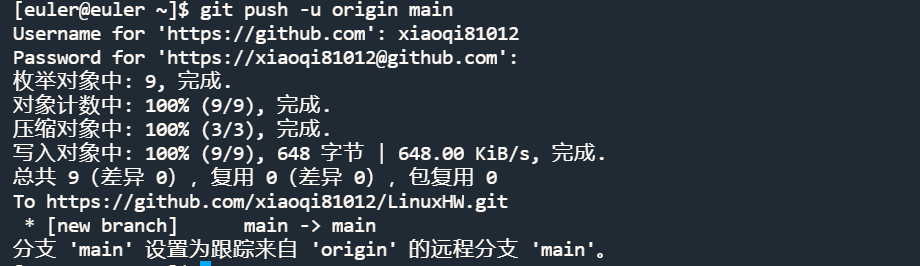 [euler@euler ~]$ git push -u origin main
Username for 'https://github.com': xiaoqi81012
Password for 'https://xiaoqi81012@github.com':
枚举对象中: 9, 完成.
对象计数中: 100% (9/9), 完成.
压缩对象中: 100% (3/3), 完成.
写入对象中: 100% (9/9), 648 字节 | 648.00 KiB/s, 完成.
总共 9（差异 0），复用 0（差异 0），包复用 0
To https://github.com/xiaoqi81012/LinuxHW.git
 * [new branch]      main -> main
分支 'main' 设置为跟踪来自 'origin' 的远程分支 'main'。